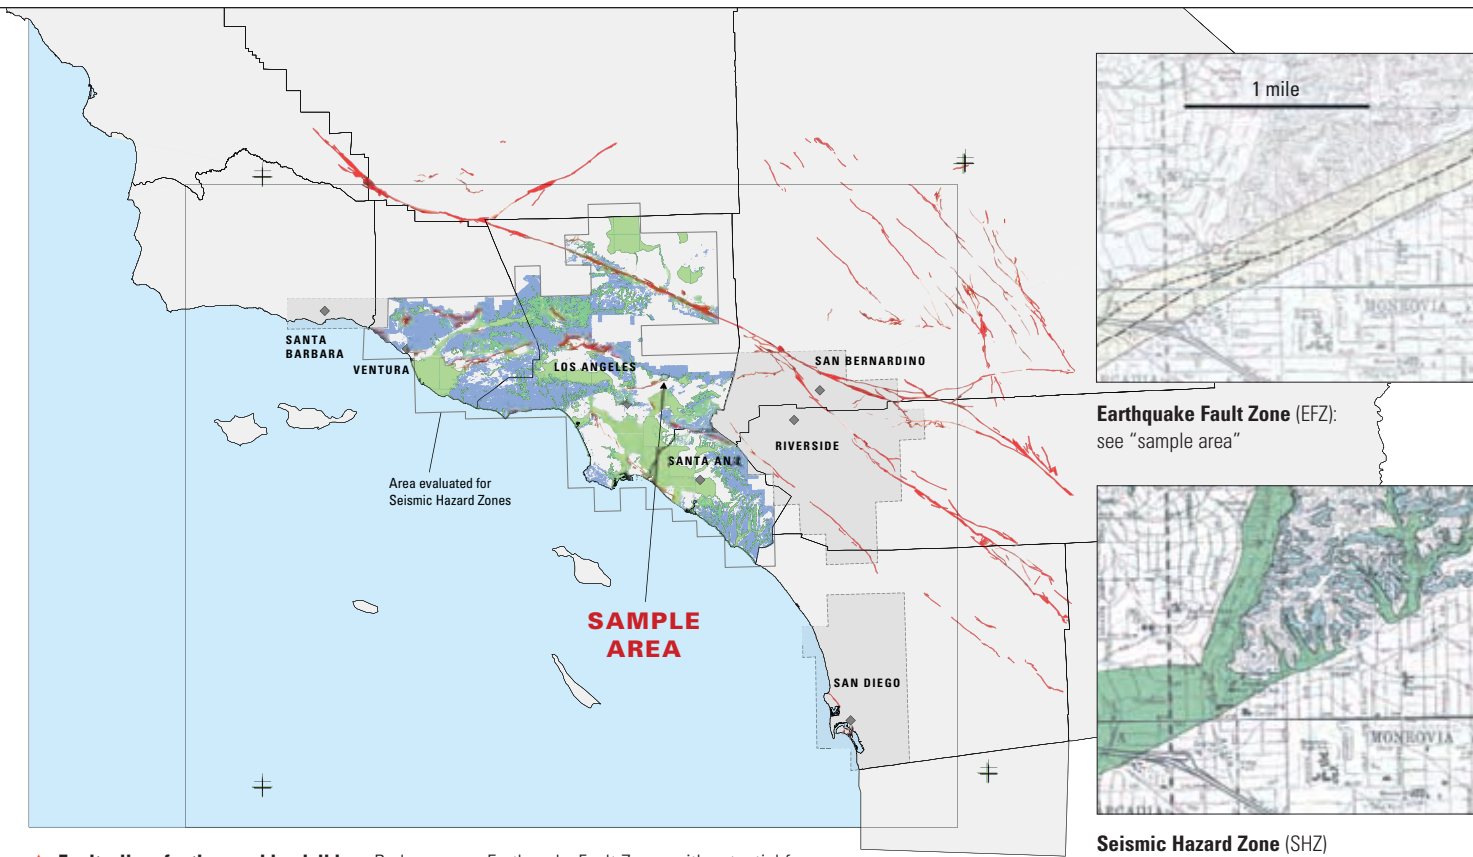 1 mile
MONROVIA
Earthquake Fault Zone (EFZ):
see “sample area”
SANTA
BARBARA
VENTURA
LOS ANGELES
SAN BERNARDINO
RIVERSIDE
SANTA ANA
Area evaluated for
Seismic Hazard Zones
SAMPLE
AREA
SAN DIEGO
MONROVIA
Seismic Hazard Zone (SHZ)